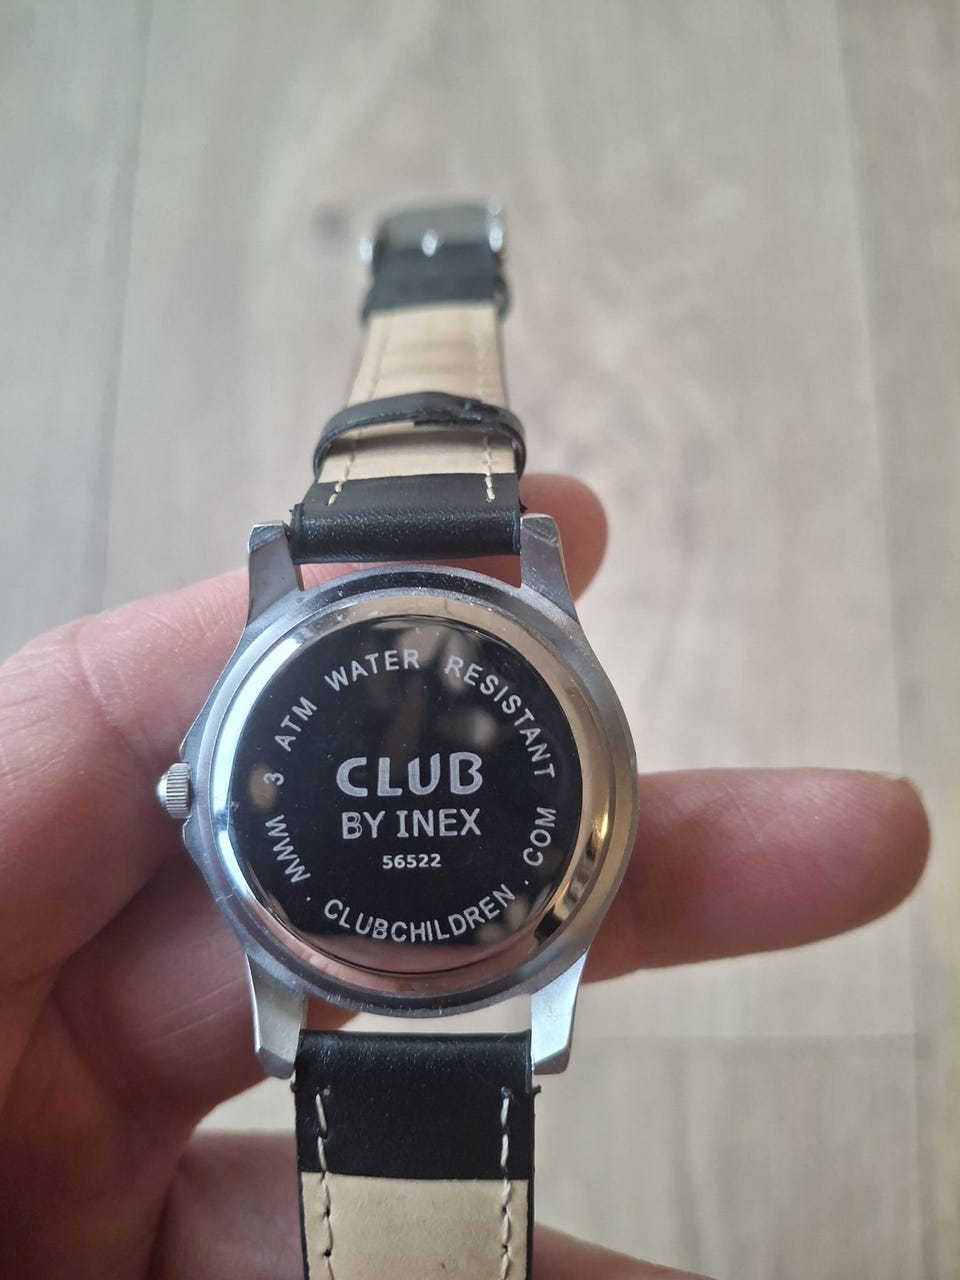 3 ATM WATER RESISTANT
CLUB
BY INEX
56522
WWW.CLUBCHILDREN.COM